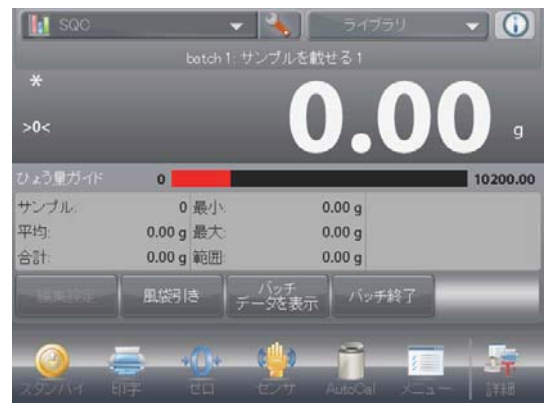 SQC ライブラリ
batch 1: サンプルを載せる 1
*
>0<
0.00 g
ひょう量ガイド 0 10200.00
サンプル: 0 最小: 0.00 g
平均: 0.00 g 最大: 0.00 g
合計: 0.00 g 範囲: 0.00 g
編集設定 風袋引き バッチ データを表示 バッチ終了
スタンバイ 印字 ゼロ センサ AutoCal メニュー 詳細